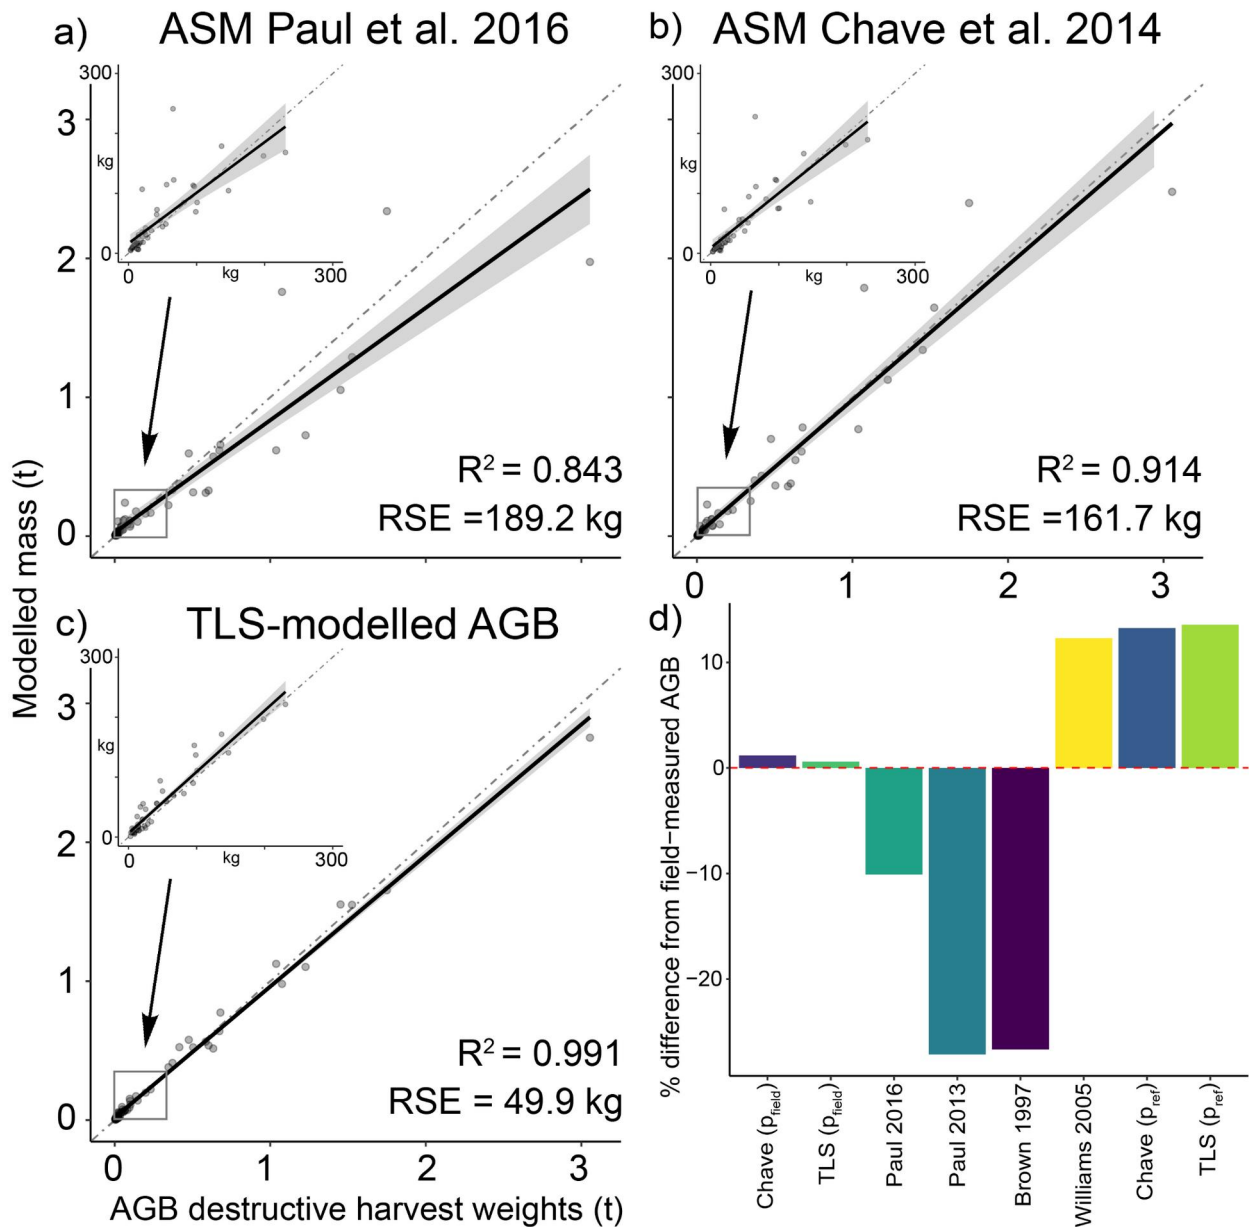 a) ASM Paul et al. 2016
300
kg
0
0 kg 300
3
2
1
0
R² = 0.843
RSE =189.2 kg
b) ASM Chave et al. 2014
300
kg
0
0 kg 300
R² = 0.914
RSE =161.7 kg
0 1 2 3
Modelled mass (t)
c) TLS-modelled AGB
300
kg
0
0 kg 300
3
2
1
0
R² = 0.991
RSE = 49.9 kg
0 1 2 3
AGB destructive harvest weights (t)
d)
% difference from field−measured AGB
10
0
−10
−20
Chave (pfield)
TLS (pfield)
Paul 2016
Paul 2013
Brown 1997
Williams 2005
Chave (pref)
TLS (pref)